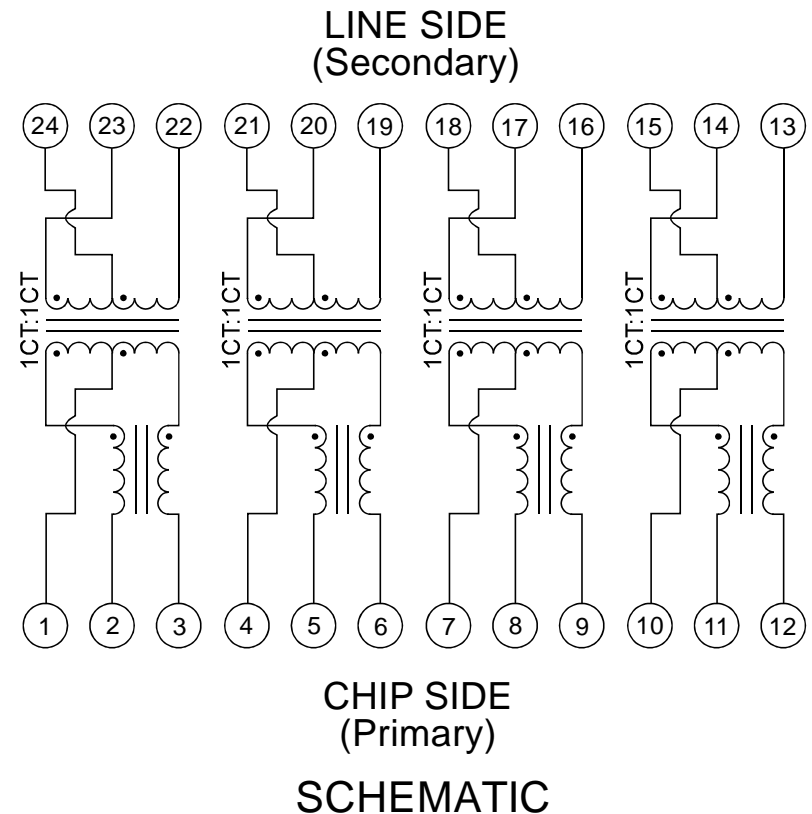 LINE SIDE
(Secondary)
24 23 22 21 20 19 18 17 16 15 14 13
1CT:1CT 1CT:1CT 1CT:1CT 1CT:1CT
1 2 3 4 5 6 7 8 9 10 11 12
CHIP SIDE
(Primary)
SCHEMATIC